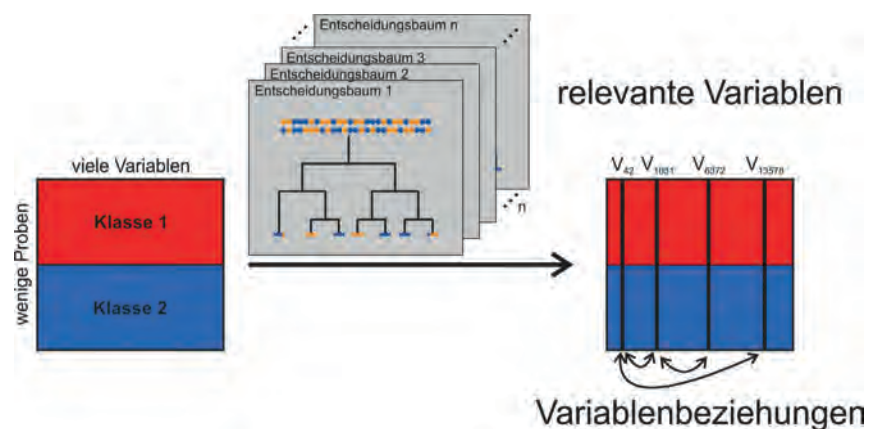 Entscheidungsbaum n
Entscheidungsbaum 3
Entscheidungsbaum 2
Entscheidungsbaum 1
relevante Variablen
viele Variablen
wenige Proben
Klasse 1
Klasse 2
n
V42 V1051 V6372 V13578
Variablenbeziehungen